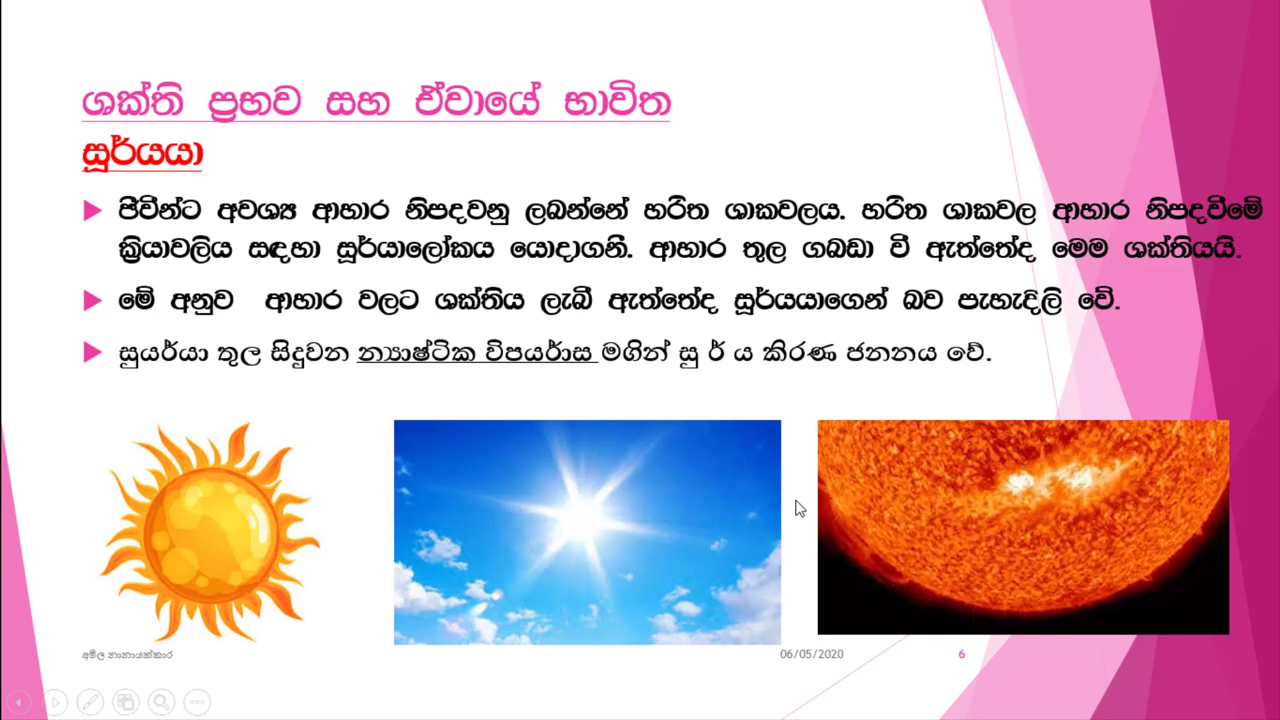 ශක්ති ප්‍රභව සහ ඒවායේ භාවිත
සූර්යයා
ජීවීන්ට අවශ්‍ය ආහාර නිපදවනු ලබන්නේ හරිත ශාකවලය. හරිත ශාකවල ආහාර නිපදවීමේ
ක්‍රියාවලිය සඳහා සූර්යාලෝකය යොදාගනී. ආහාර තුල ගබඩා වී ඇත්තේද මෙම ශක්තියයි.
මේ අනුව ආහාර වලට ශක්තිය ලැබී ඇත්තේද සූර්යයාගෙන් බව පැහැදිලි වේ.
සුයර්යා තුල සිදුවන න්‍යාෂ්ටික විපයර්‍ාස මගින් සු ර් ය කිරණ ජනනය වේ.
අමිල නානායක්කාර
06/05/2020
6